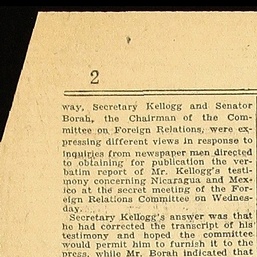 2
way, Secretary Kellogg and Senator
Borah, the Chairman of the Com-
mittee on Foreign Relations, were ex-
pressing different views in response to
inquiries from newspaper men directed
to obtaining for publication the ver-
batim report of Mr. Kellogg's testi-
mony concerning Nicaragua and Mex-
ico at the secret meeting of the For-
eign Relations Committee on Wednes-
day.
Secretary Kellogg's answer was that
he had corrected the transcript of his
testimony and hoped the committee
would permit him to furnish it to the
press, while Mr. Borah indicated that